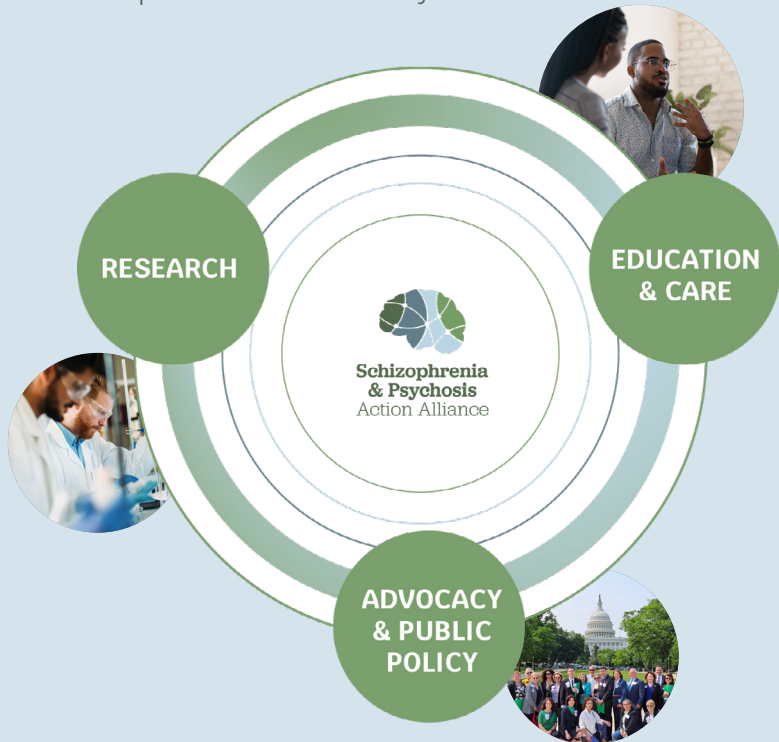 RESEARCH
EDUCATION
& CARE
Schizophrenia
& Psychosis
Action Alliance
ADVOCACY
& PUBLIC
POLICY